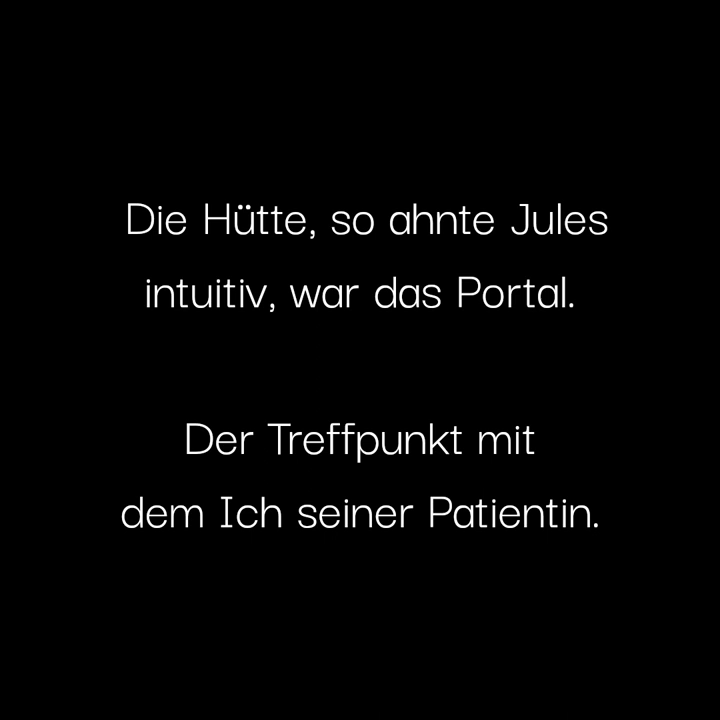 Die Hütte, so ahnte Jules
intuitiv, war das Portal.
Der Treffpunkt mit
dem Ich seiner Patientin.